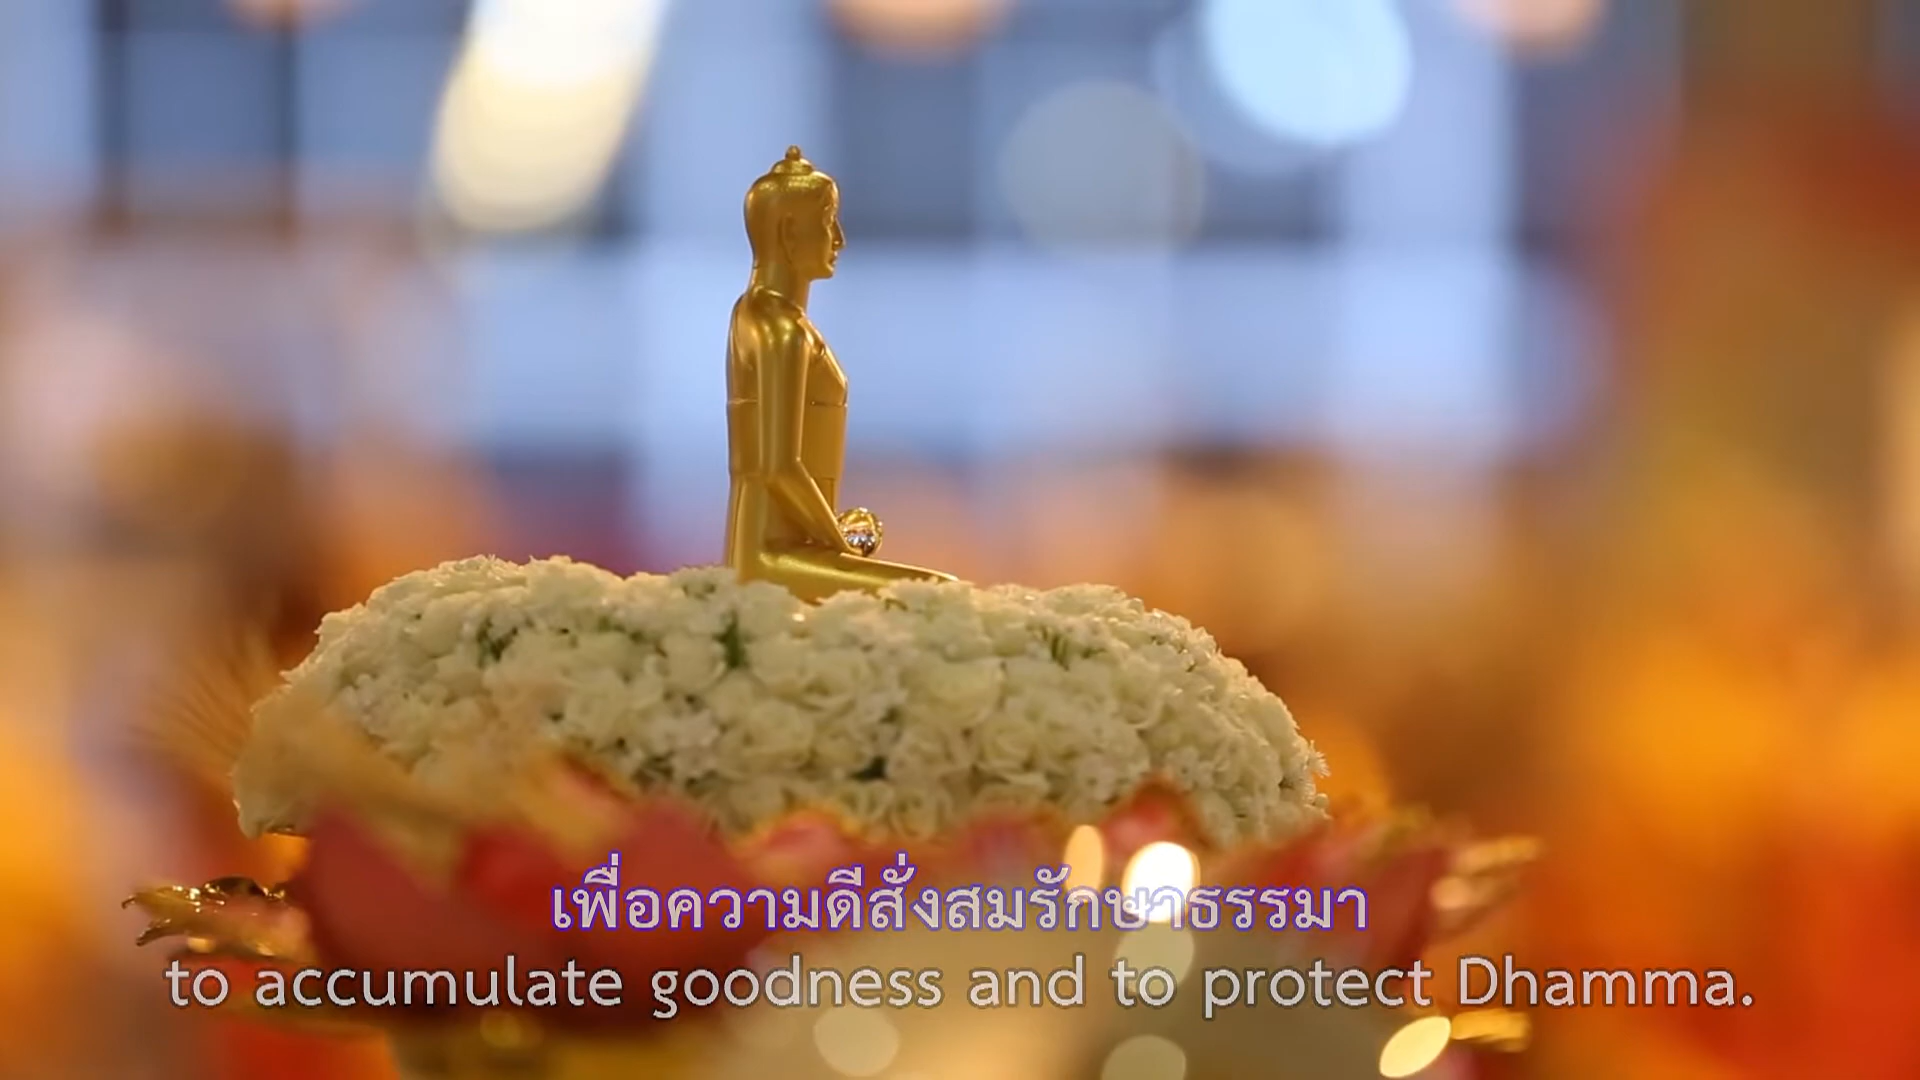 เพื่อความดีสั่งสมรักษาธรรมา
to accumulate goodness and to protect Dhamma.